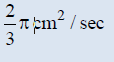 2/3 π cm² / sec